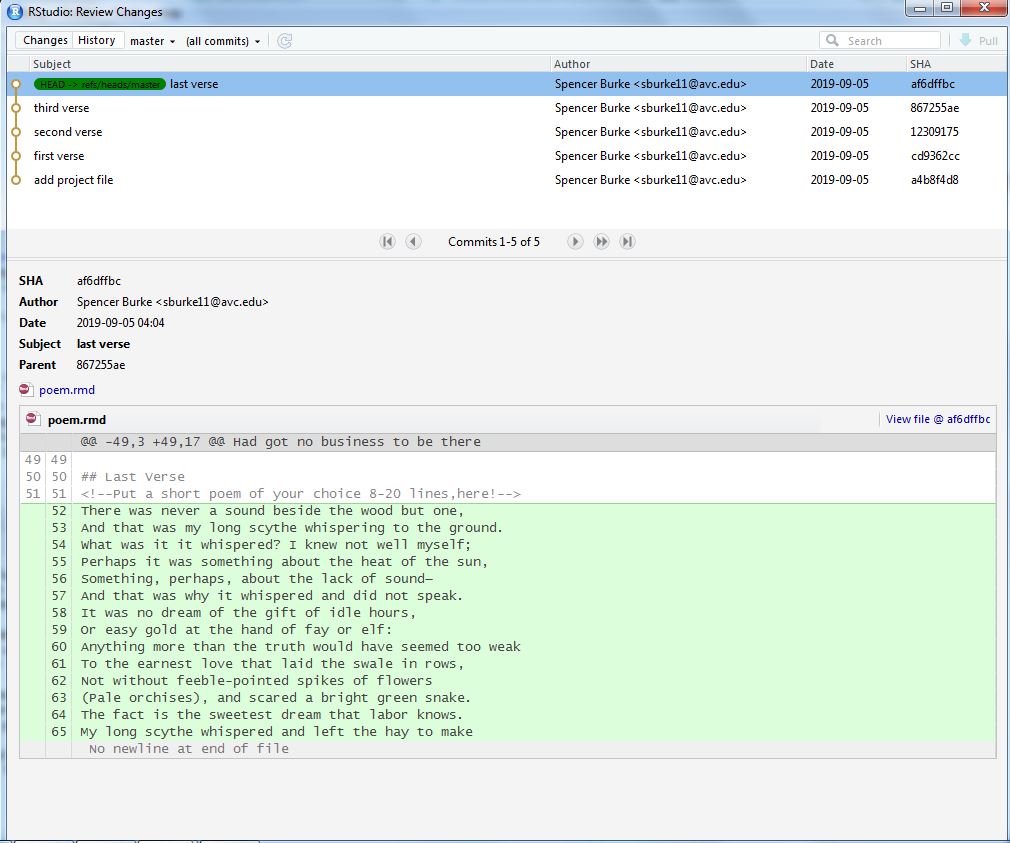 RStudio: Review Changes
Changes History master (all commits) Search Pull
Subject Author Date SHA
HEAD -> refs/heads/master last verse Spencer Burke <sburke11@avc.edu> 2019-09-05 af6dffbc
third verse Spencer Burke <sburke11@avc.edu> 2019-09-05 867255ae
second verse Spencer Burke <sburke11@avc.edu> 2019-09-05 12309175
first verse Spencer Burke <sburke11@avc.edu> 2019-09-05 cd9362cc
add project file Spencer Burke <sburke11@avc.edu> 2019-09-05 a4b8f4d8
Commits 1-5 of 5
SHA af6dffbc
Author Spencer Burke <sburke11@avc.edu>
Date 2019-09-05 04:04
Subject last verse
Parent 867255ae
poem.rmd
poem.rmd View file @ af6dffbc
@@ -49,3 +49,17 @@ Had got no business to be there
49 49
50 50 ## Last Verse
51 51 <!--Put a short poem of your choice 8-20 lines,here!-->
52 There was never a sound beside the wood but one,
53 And that was my long scythe whispering to the ground.
54 What was it it whispered? I knew not well myself;
55 Perhaps it was something about the heat of the sun,
56 Something, perhaps, about the lack of sound—
57 And that was why it whispered and did not speak.
58 It was no dream of the gift of idle hours,
59 Or easy gold at the hand of fay or elf:
60 Anything more than the truth would have seemed too weak
61 To the earnest love that laid the swale in rows,
62 Not without feeble-pointed spikes of flowers
63 (Pale orchises), and scared a bright green snake.
64 The fact is the sweetest dream that labor knows.
65 My long scythe whispered and left the hay to make
No newline at end of file